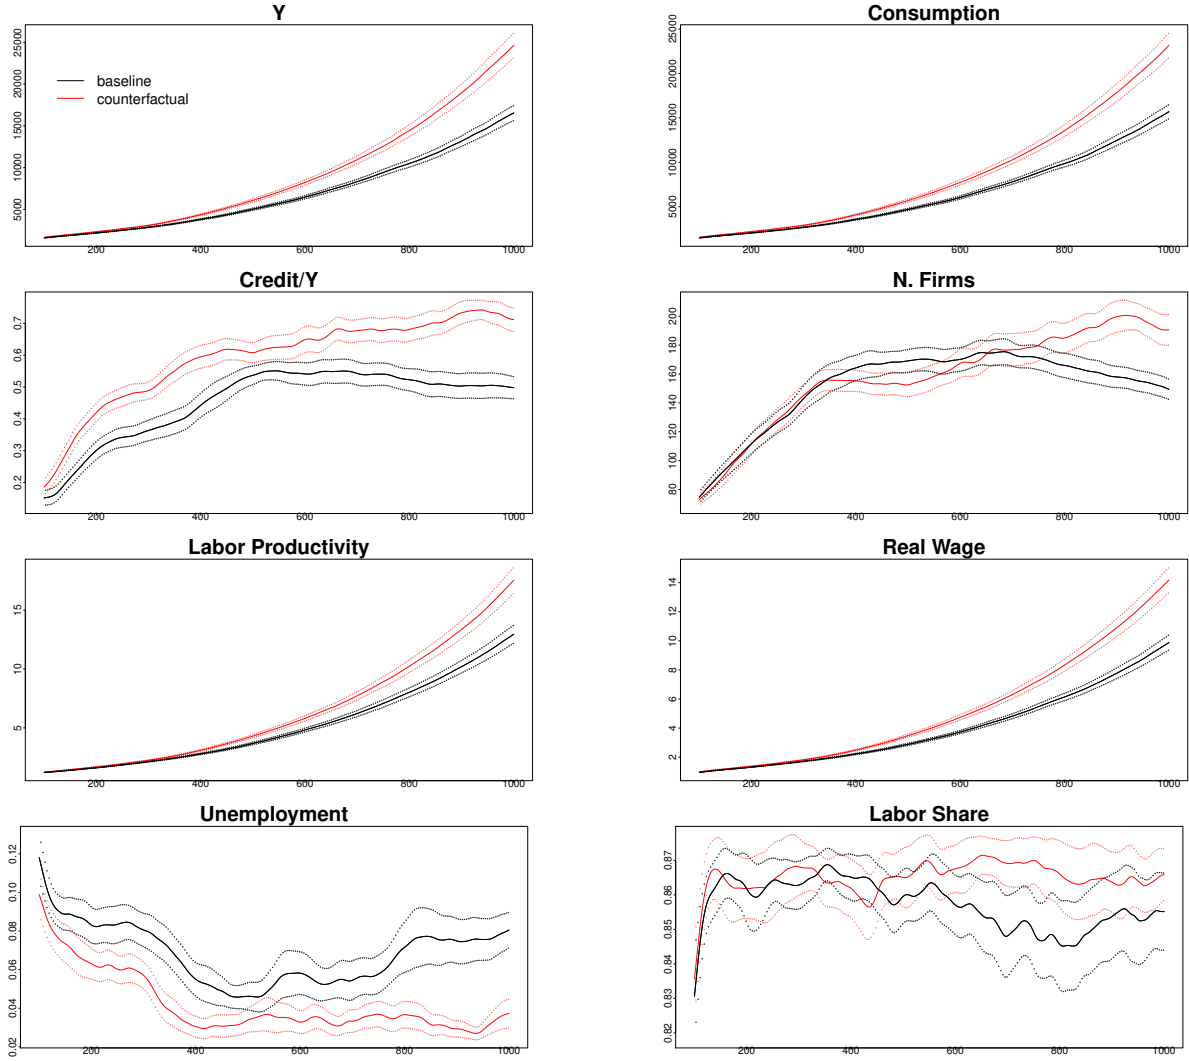 Y
25000
20000
15000
10000
5000
baseline
counterfactual
200 400 600 800 1000
Consumption
25000
20000
15000
10000
5000
200 400 600 800 1000
Credit/Y
0.7
0.6
0.5
0.4
0.3
0.2
200 400 600 800 1000
N. Firms
200
180
160
140
120
100
80
200 400 600 800 1000
Labor Productivity
15
10
5
200 400 600 800 1000
Real Wage
14
12
10
8
6
4
2
200 400 600 800 1000
Unemployment
0.12
0.10
0.08
0.06
0.04
0.02
200 400 600 800 1000
Labor Share
0.87
0.86
0.85
0.84
0.83
0.82
200 400 600 800 1000